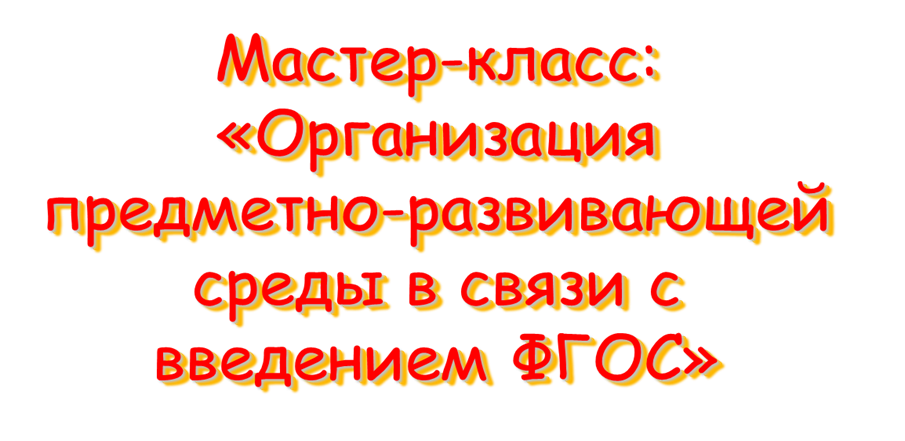 Мастер-класс:
«Организация
предметно-развивающей
среды в связи с
введением ФГОС»